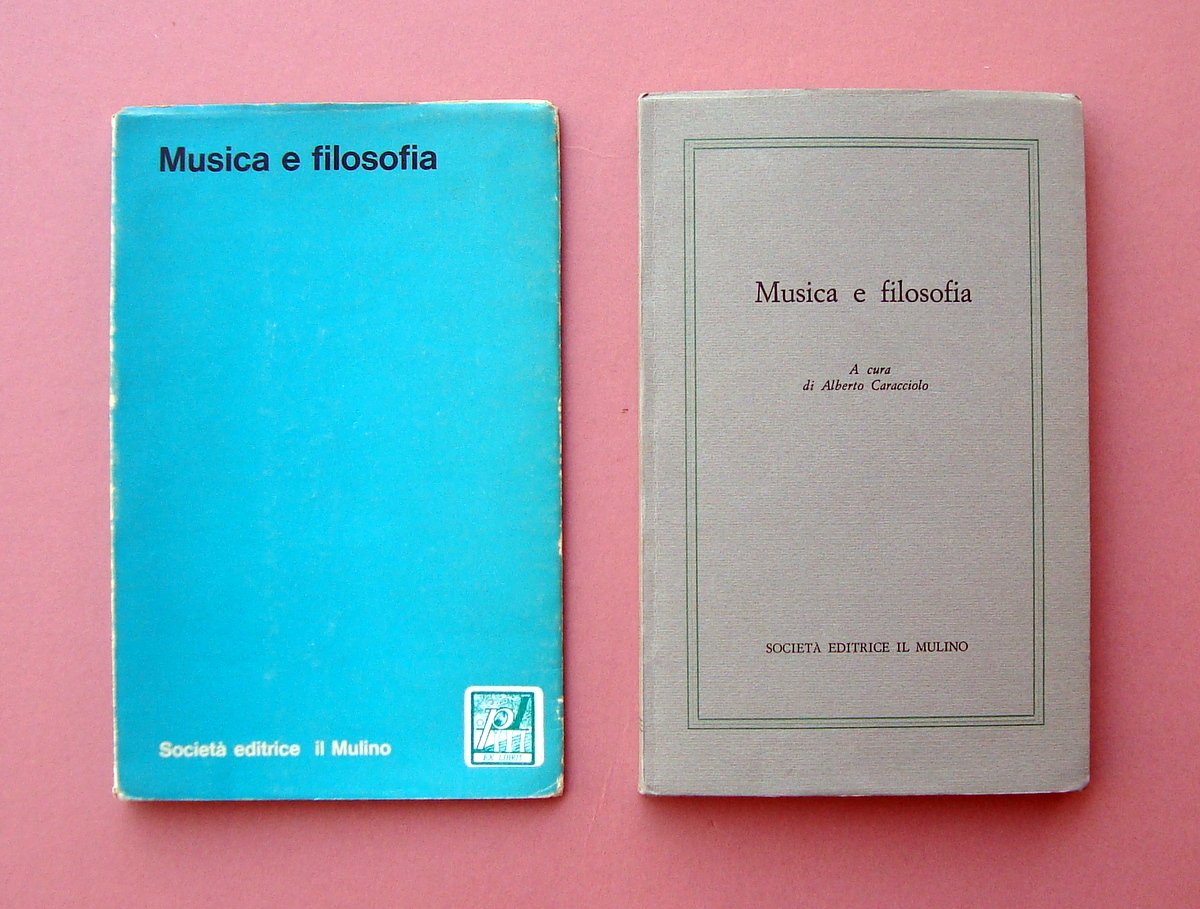 Musica e filosofia
Società editrice il Mulino
EX LIBRIS
Musica e filosofia
A cura
di Alberto Caracciolo
SOCIETÀ EDITRICE IL MULINO